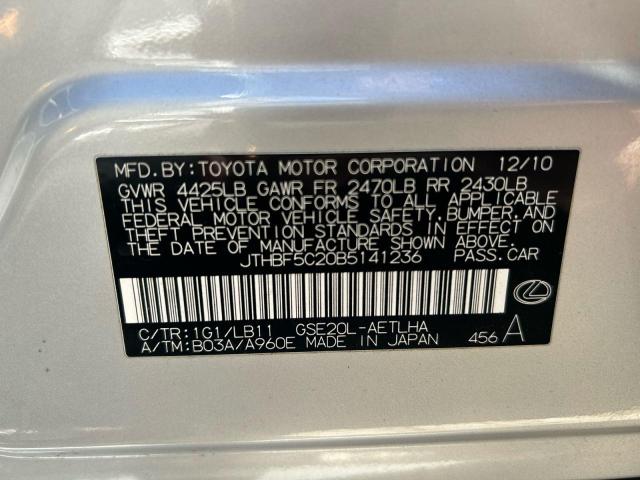 MFD.BY:TOYOTA MOTOR CORPORATION 12/10
GVWR 4425LB GAWR FR 2470LB RR 2430LB
THIS VEHICLE CONFORMS TO ALL APPLICABLE
FEDERAL MOTOR VEHICLE SAFETY,BUMPER,AND
THEFT PREVENTION STANDARDS IN EFFECT ON
THE DATE OF MANUFACTURE SHOWN ABOVE.
JTHBF5C20B5141236 PASS.CAR
C/TR:1G1/LB11 GSE20L-AETLHA
A/TM:B03A/A960E MADE IN JAPAN 456 A